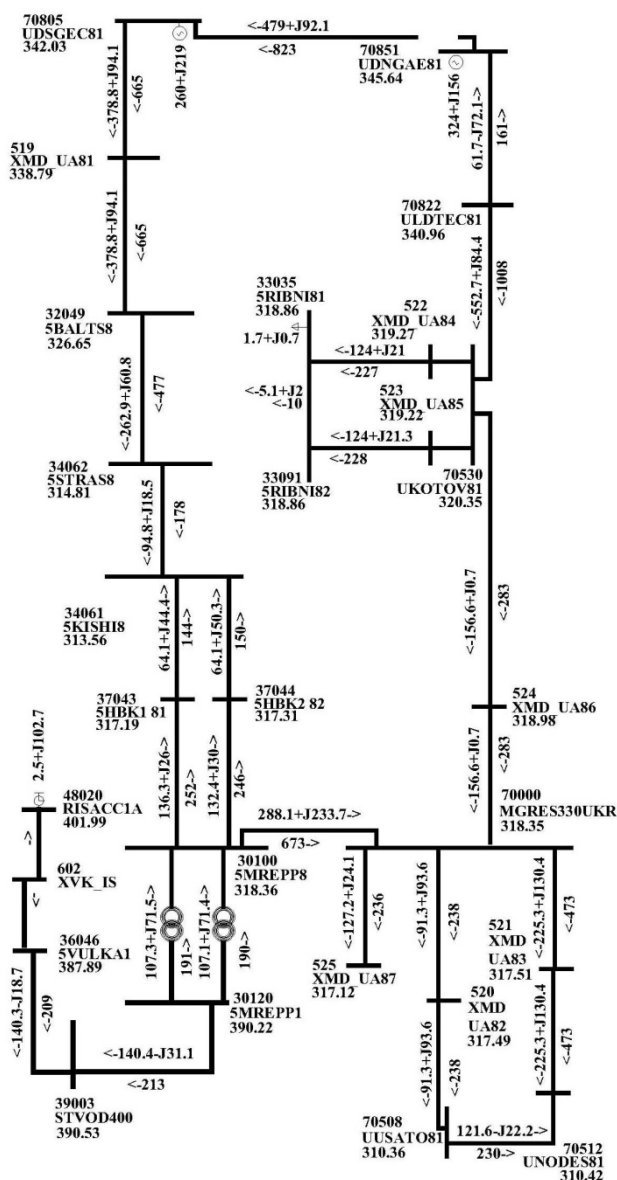 70805
UDSGEC81
342.03
<-479+J92.1
<-823
70851
UDNGAE81
345.64
260+J219
324+J156
<-378.8+J94.1
<-665
61.7-J72.1->
161->
519
XMD_UA81
338.79
<-378.8+J94.1
<-665
70822
ULDTEC81
340.96
<-552.7+J84.4
<-1008
32049
5BALTS8
326.65
33035
5RIBNI81
318.86
1.7+J0.7
522
XMD_UA84
319.27
<-124+J21
<-227
<-5.1+J2
<-10
523
XMD_UA85
319.22
<-124+J21.3
<-228
33091
5RIBNI82
318.86
70530
UKOTOV81
320.35
<-262.9+J60.8
<-477
34062
5STRAS8
314.81
<-94.8+J18.5
<-178
<-156.6+J0.7
<-283
34061
5KISHI8
313.56
64.1+J44.4->
144->
64.1+J50.3->
150->
37043
5HBK1 81
317.19
37044
5HBK2 82
317.31
524
XMD_UA86
318.98
136.3+J26->
252->
132.4+J30->
246->
<-156.6+J0.7
<-283
2.5+J102.7
48020
RISACC1A
401.99
->
70000
MGRES330UKR
318.35
288.1+J233.7->
673->
30100
5MREPP8
318.36
602
XVK_IS
<-
107.3+J71.5->
191->
107.1+J71.4->
190->
<-127.2+J24.1
<-236
<-91.3+J93.6
<-238
<-225.3+J130.4
<-473
521
XMD
UA83
317.51
525
XMD_UA87
317.12
36046
5VULKA1
387.89
30120
5MREPP1
390.22
520
XMD
UA82
317.49
<-140.3-J18.7
<-209
<-140.4-J31.1
<-213
<-91.3+J93.6
<-238
<-225.3+J130.4
<-473
39003
STVOD400
390.53
70508
UUSATO81
310.36
121.6-J22.2->
230->
70512
UNODES81
310.42